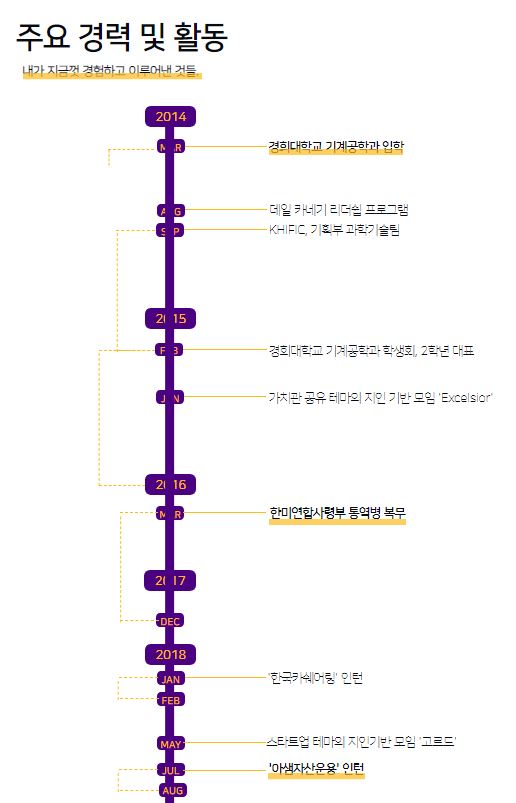 주요 경력 및 활동
내가 지금껏 경험하고 이루어낸 것들.
2014
MAR 경희대학교 기계공학과 입학
AUG 데일 카네기 리더쉽 프로그램
SEP KHIFIC, 기획부 과학기술팀
2015
FEB 경희대학교 기계공학과 학생회, 2학년 대표
JUN 가치관 공유 테마의 지인 기반 모임 'Excelsior'
2016
MAR 한미연합사령부 통역병 복무
2017
DEC
2018
JAN '한국카쉐어링' 인턴
FEB
MAY 스타트업 테마의 지인기반 모임 '고르드'
JUL '아샘자산운용' 인턴
AUG